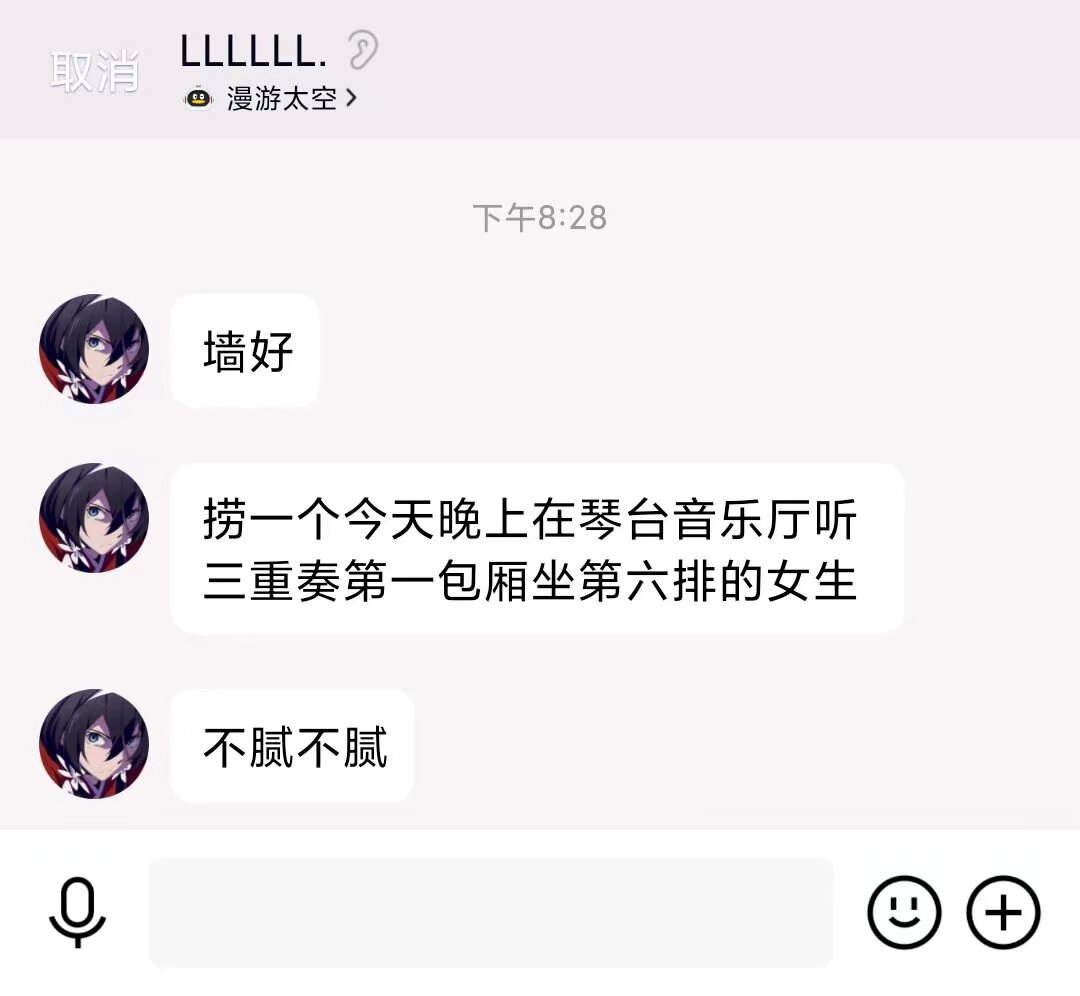 取消
LLLLLL.
漫游太空
下午8:28
墙好
捞一个今天晚上在琴台音乐厅听
三重奏第一包厢坐第六排的女生
不腻不腻